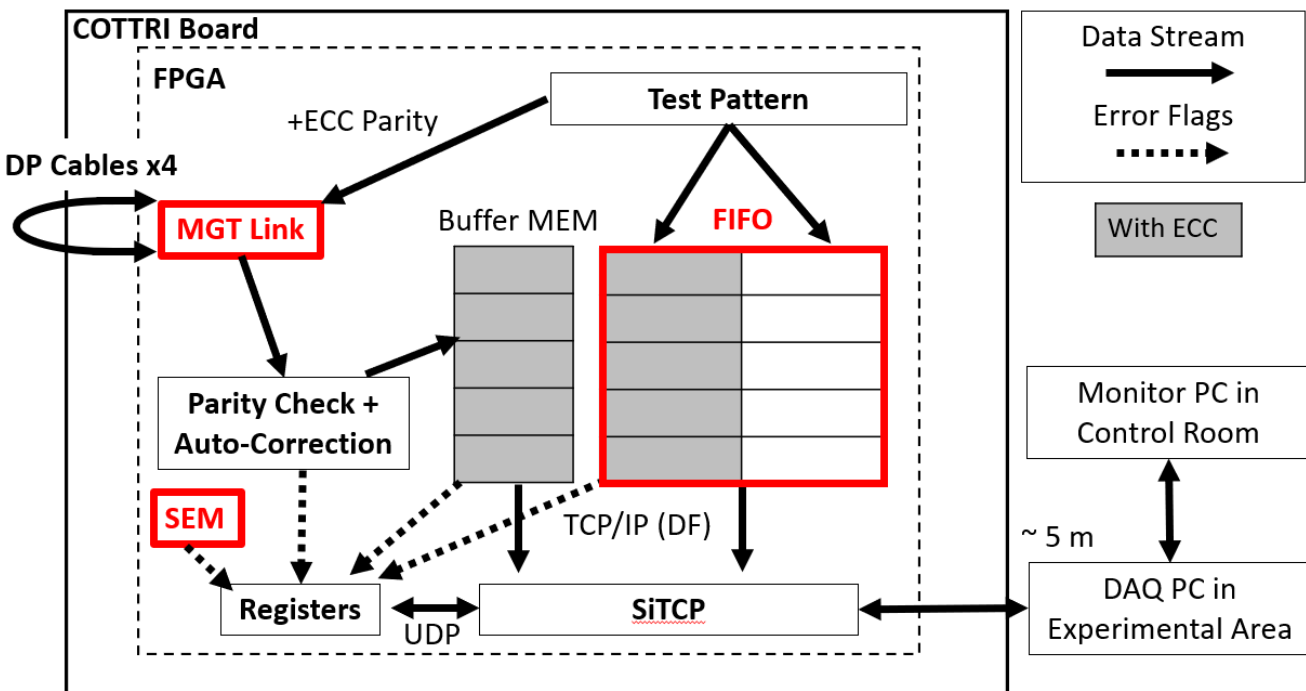 COTTRI Board
FPGA
Test Pattern
+ECC Parity
DP Cables x4
MGT Link
Buffer MEM
FIFO
Parity Check +
Auto-Correction
SEM
TCP/IP (DF)
Registers
UDP
SiTCP
Data Stream
Error Flags
With ECC
Monitor PC in
Control Room
~ 5 m
DAQ PC in
Experimental Area